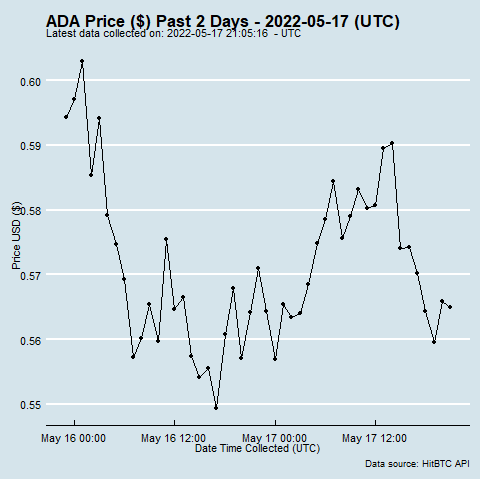 ADA Price ($) Past 2 Days - 2022-05-17 (UTC)
Latest data collected on: 2022-05-17 21:05:16 - UTC
0.60
0.59
0.58
0.57
0.56
0.55
Price USD ($)
May 16 00:00
May 16 12:00
May 17 00:00
May 17 12:00
Date Time Collected (UTC)
Data source: HitBTC API